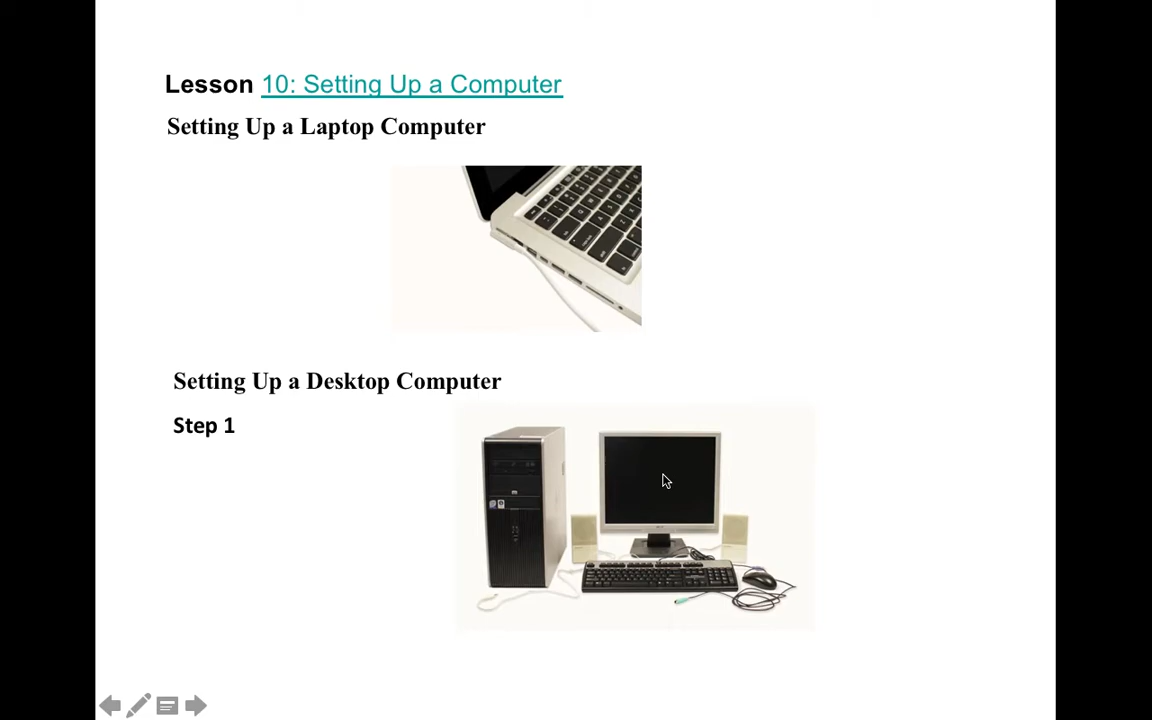 Lesson 10: Setting Up a Computer
Setting Up a Laptop Computer
Setting Up a Desktop Computer
Step 1